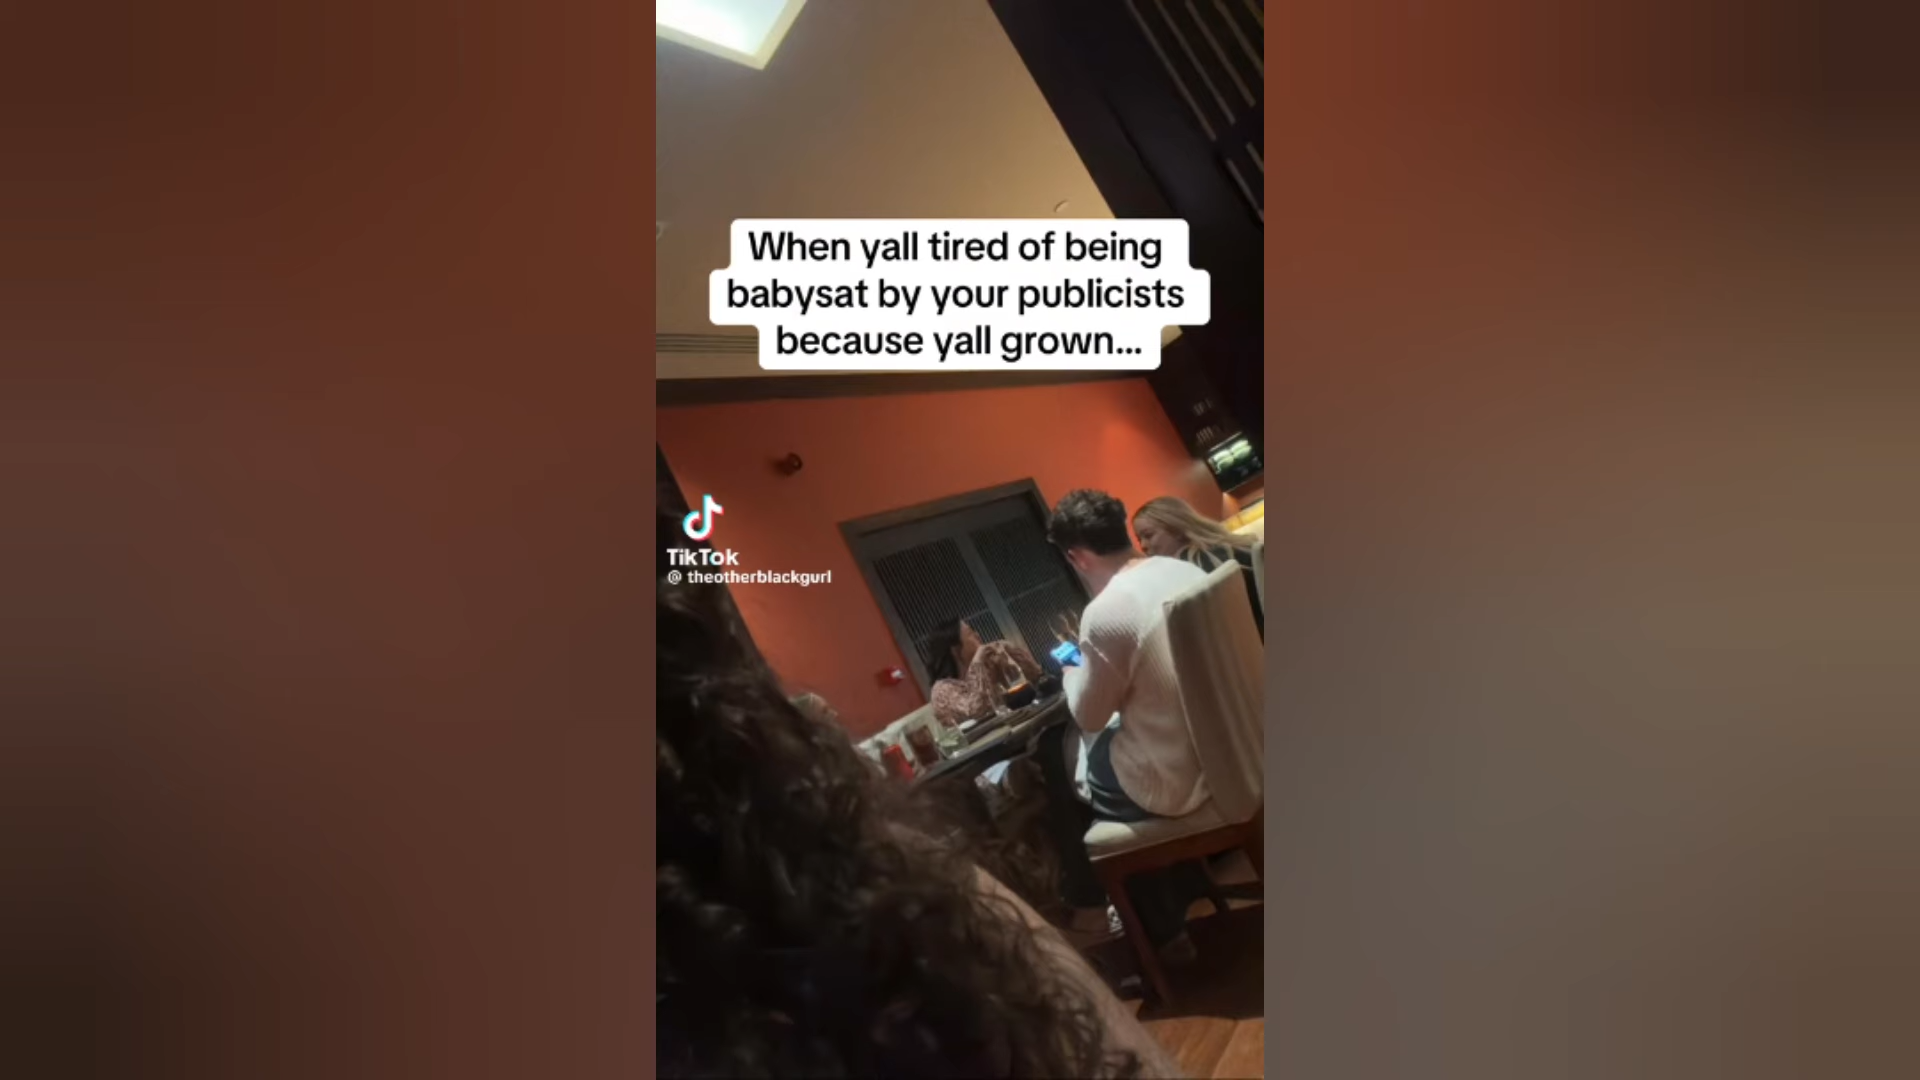 When yall tired of being
babysat by your publicists
because yall grown...
TikTok
@ theotherblackgurl